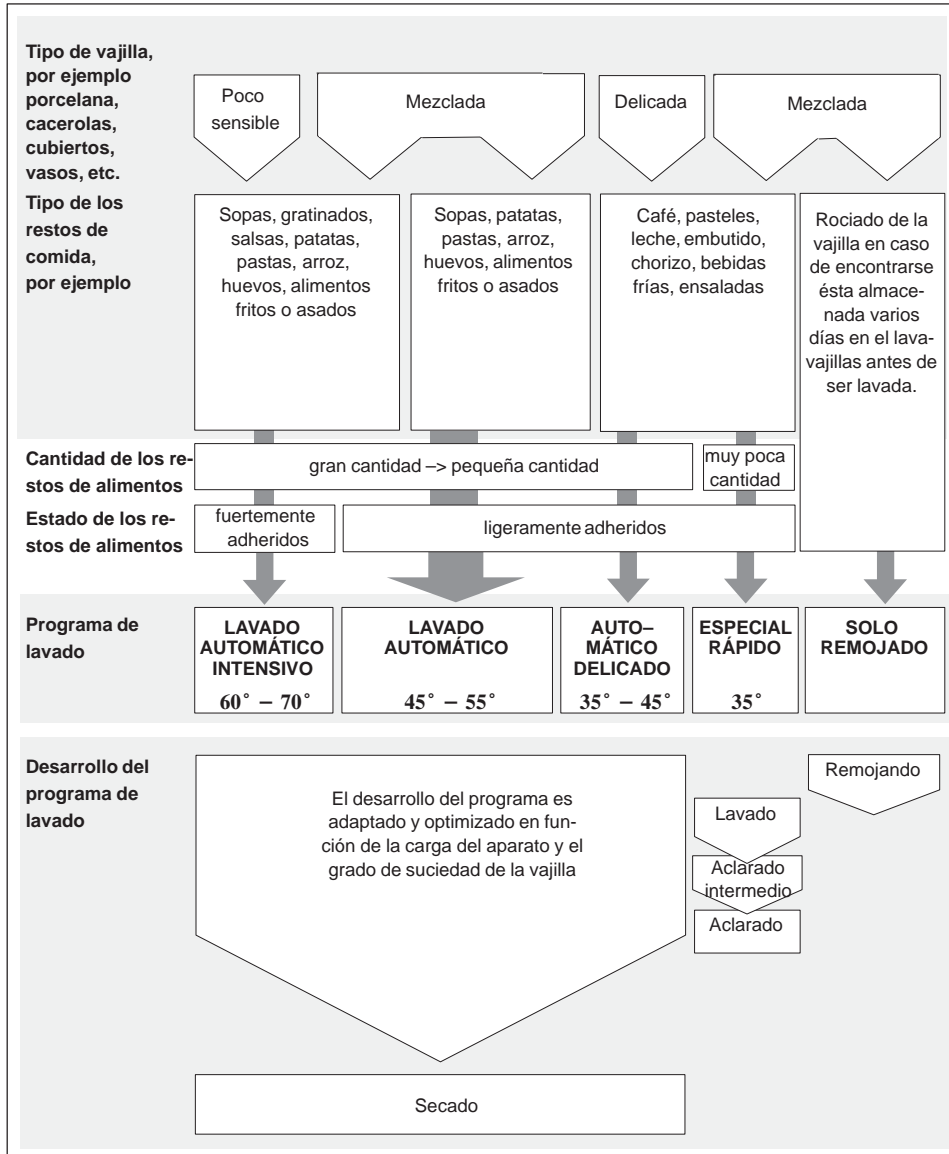 Tipo de vajilla,
por ejemplo
porcelana,
cacerolas,
cubiertos,
vasos, etc.
Poco
sensible
Mezclada
Delicada
Mezclada
Tipo de los
restos de
comida,
por ejemplo
Sopas, gratinados,
salsas, patatas,
pastas, arroz,
huevos, alimentos
fritos o asados
Sopas, patatas,
pastas, arroz,
huevos, alimentos
fritos o asados
Café, pasteles,
leche, embutido,
chorizo, bebidas
frías, ensaladas
Rociado de la
vajilla en caso
de encontrarse
ésta almace-
nada varios
días en el lava-
vajillas antes de
ser lavada.
Cantidad de los re-
stos de alimentos
gran cantidad –> pequeña cantidad
muy poca
cantidad
Estado de los re-
stos de alimentos
fuertemente
adheridos
ligeramente adheridos
Programa de
lavado
LAVADO
AUTOMÁTICO
INTENSIVO
60° – 70°
LAVADO
AUTOMÁTICO
45° – 55°
AUTO–
MÁTICO
DELICADO
35° – 45°
ESPECIAL
RÁPIDO
35°
SOLO
REMOJADO
Desarrollo del
programa de
lavado
El desarrollo del programa es
adaptado y optimizado en fun-
ción de la carga del aparato y el
grado de suciedad de la vajilla
Lavado
Aclarado
intermedio
Aclarado
Remojando
Secado